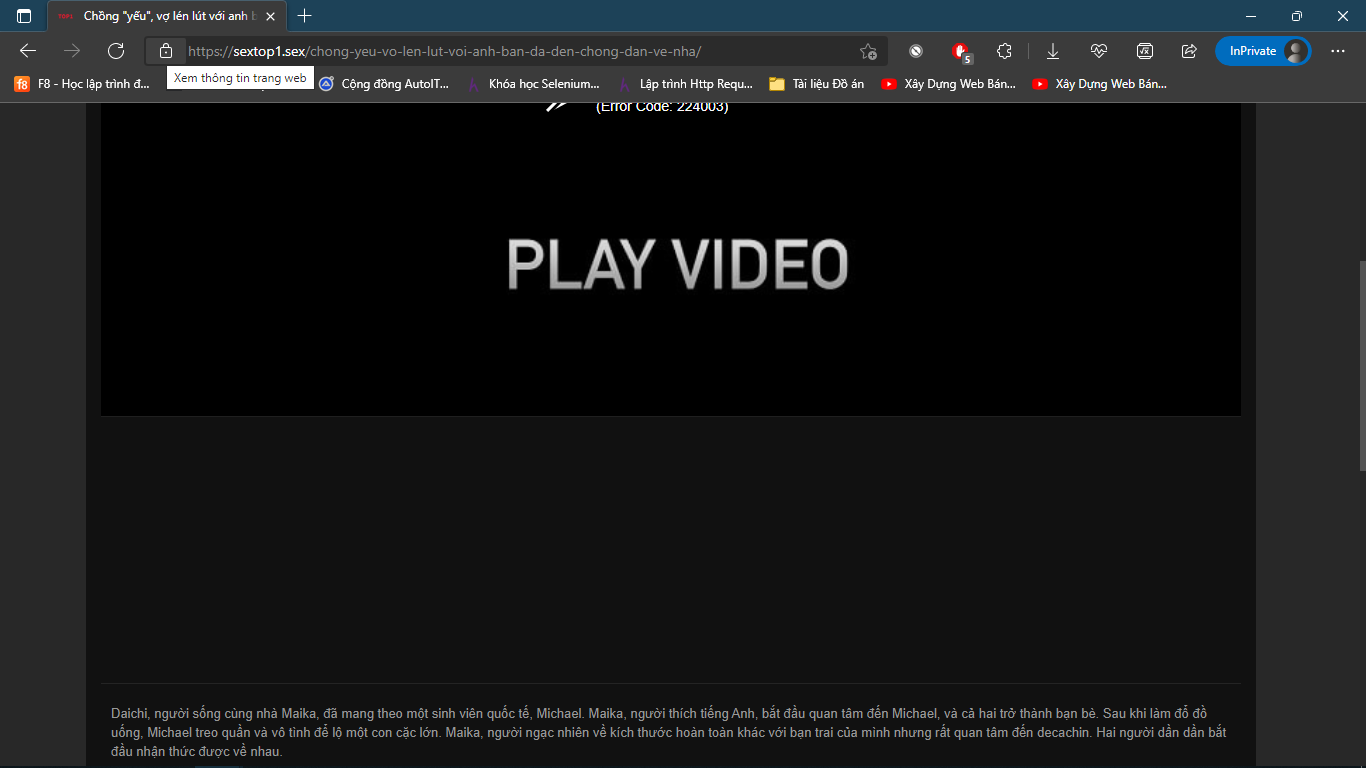 Chồng "yếu", vợ lén lút với anh b
https://sextop1.sex/chong-yeu-vo-len-lut-voi-anh-ban-da-den-chong-dan-ve-nha/
5
InPrivate
Xem thông tin trang web
F8 - Học lập trình đ...
Cộng đồng AutoIT...
Khóa học Selenium...
Lập trình Http Requ...
Tài liệu Đồ án
Xây Dựng Web Bán...
Xây Dựng Web Bán...
(Error Code: 224003)
PLAY VIDEO
Daichi, người sống cùng nhà Maika, đã mang theo một sinh viên quốc tế, Michael. Maika, người thích tiếng Anh, bắt đầu quan tâm đến Michael, và cả hai trở thành bạn bè. Sau khi làm đổ đồ
uống, Michael treo quần và vô tình để lộ một con cặc lớn. Maika, người ngạc nhiên về kích thước hoàn toàn khác với bạn trai của mình nhưng rất quan tâm đến decachin. Hai người dần dần bắt
đầu nhận thức được về nhau.